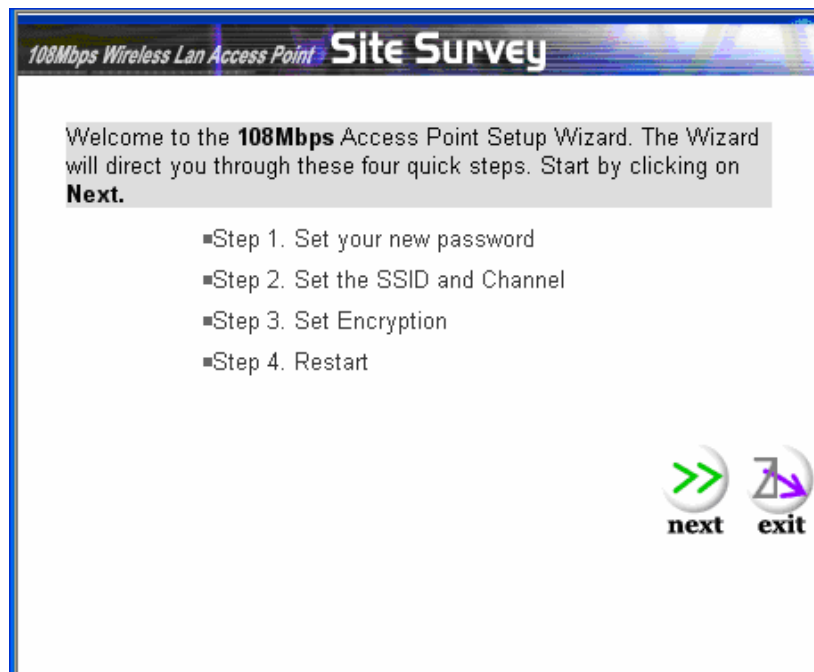 108Mbps Wireless Lan Access Point Site Survey
Welcome to the 108Mbps Access Point Setup Wizard. The Wizard
will direct you through these four quick steps. Start by clicking on
Next.
Step 1. Set your new password
Step 2. Set the SSID and Channel
Step 3. Set Encryption
Step 4. Restart
next exit